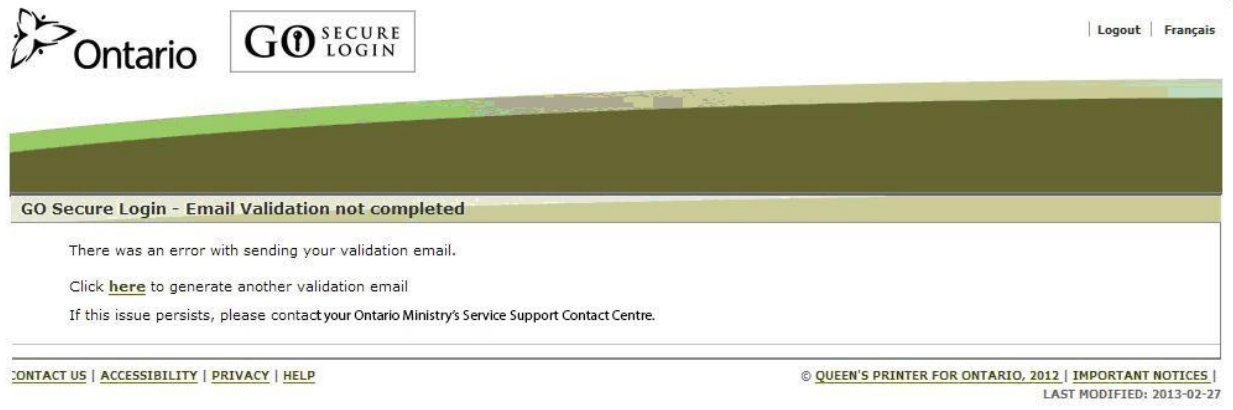 Ontario
GO SECURE LOGIN
Logout | Français
GO Secure Login - Email Validation not completed
There was an error with sending your validation email.
Click here to generate another validation email
If this issue persists, please contact your Ontario Ministry's Service Support Contact Centre.
CONTACT US | ACCESSIBILITY | PRIVACY | HELP
© QUEEN'S PRINTER FOR ONTARIO, 2012 | IMPORTANT NOTICES |
LAST MODIFIED: 2013-02-27